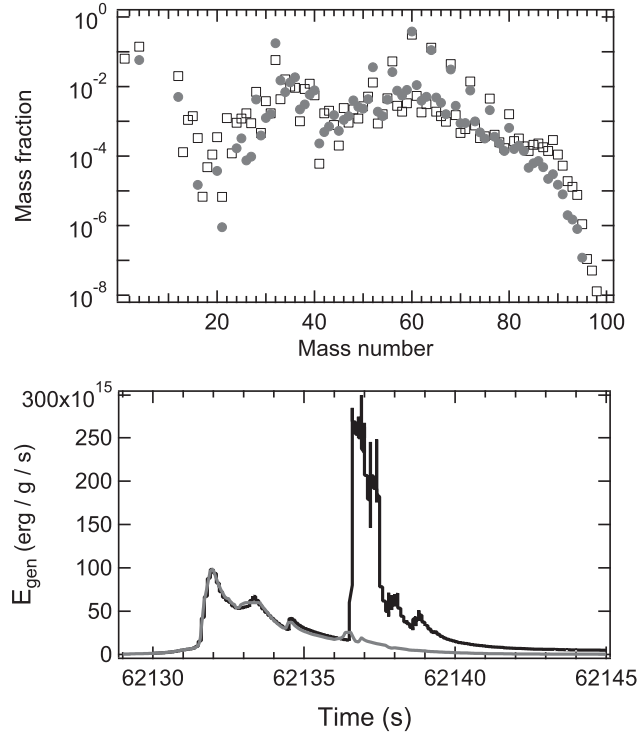 10^0
10^-2
10^-4
10^-6
10^-8
Mass fraction
20 40 60 80 100
Mass number
300x10^15
250
200
150
100
50
0
E_gen (erg / g / s)
62130 62135 62140 62145
Time (s)